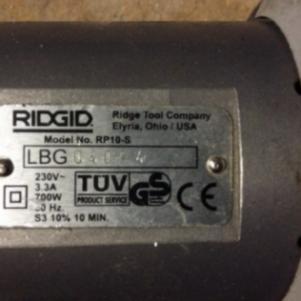 RIDGID
Ridge Tool Company
Elyria, Ohio / USA
Model No. RP10-S
LBG
230V~
3.3A
700W
Hz.
S3 10% 10 MIN.
TÜV
PRODUCT SERVICE
GS
CE